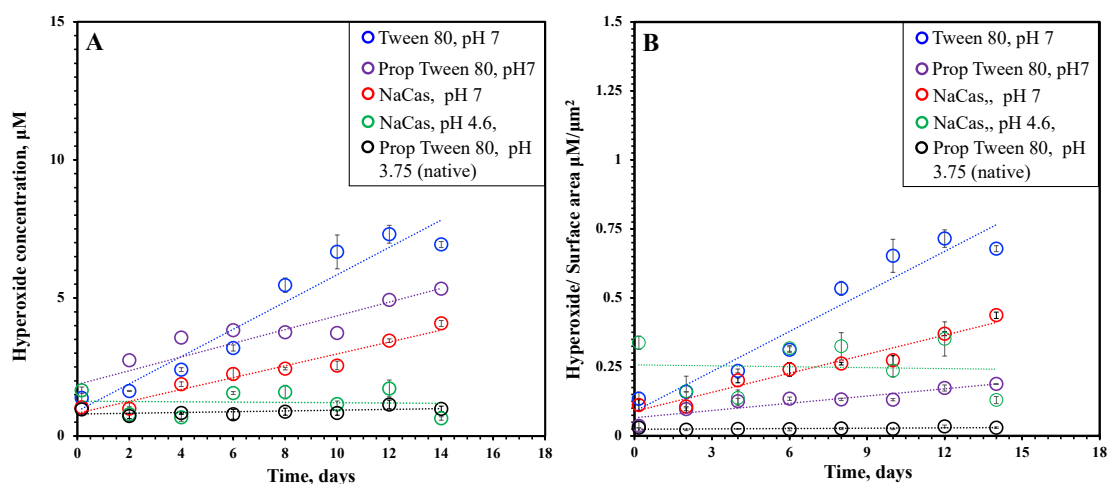 A
Tween 80, pH 7
Prop Tween 80, pH7
NaCas, pH 7
NaCas, pH 4.6,
Prop Tween 80, pH
3.75 (native)
15
10
5
0
0 2 4 6 8 10 12 14 16 18
Time, days
Hyperoxide concentration, µM
B
Tween 80, pH 7
Prop Tween 80, pH7
NaCas,, pH 7
NaCas,, pH 4.6,
Prop Tween 80, pH
3.75 (native)
1.5
1.25
1
0.75
0.5
0.25
0
0 3 6 9 12 15 18
Time, days
Hyperoxide/ Surface area µM/µm²